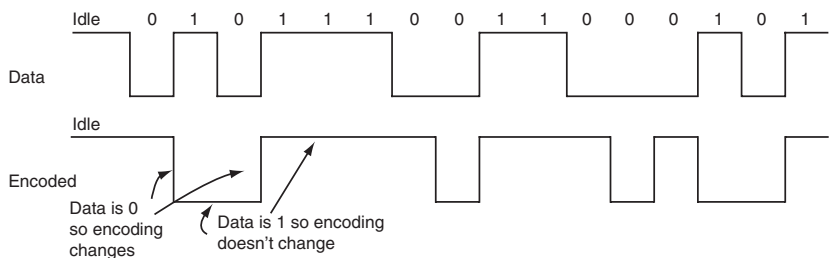 Idle 0 1 0 1 1 1 0 0 1 1 0 0 0 1 0 1
Data
Idle
Encoded
Data is 0
so encoding
changes
Data is 1 so encoding
doesn't change